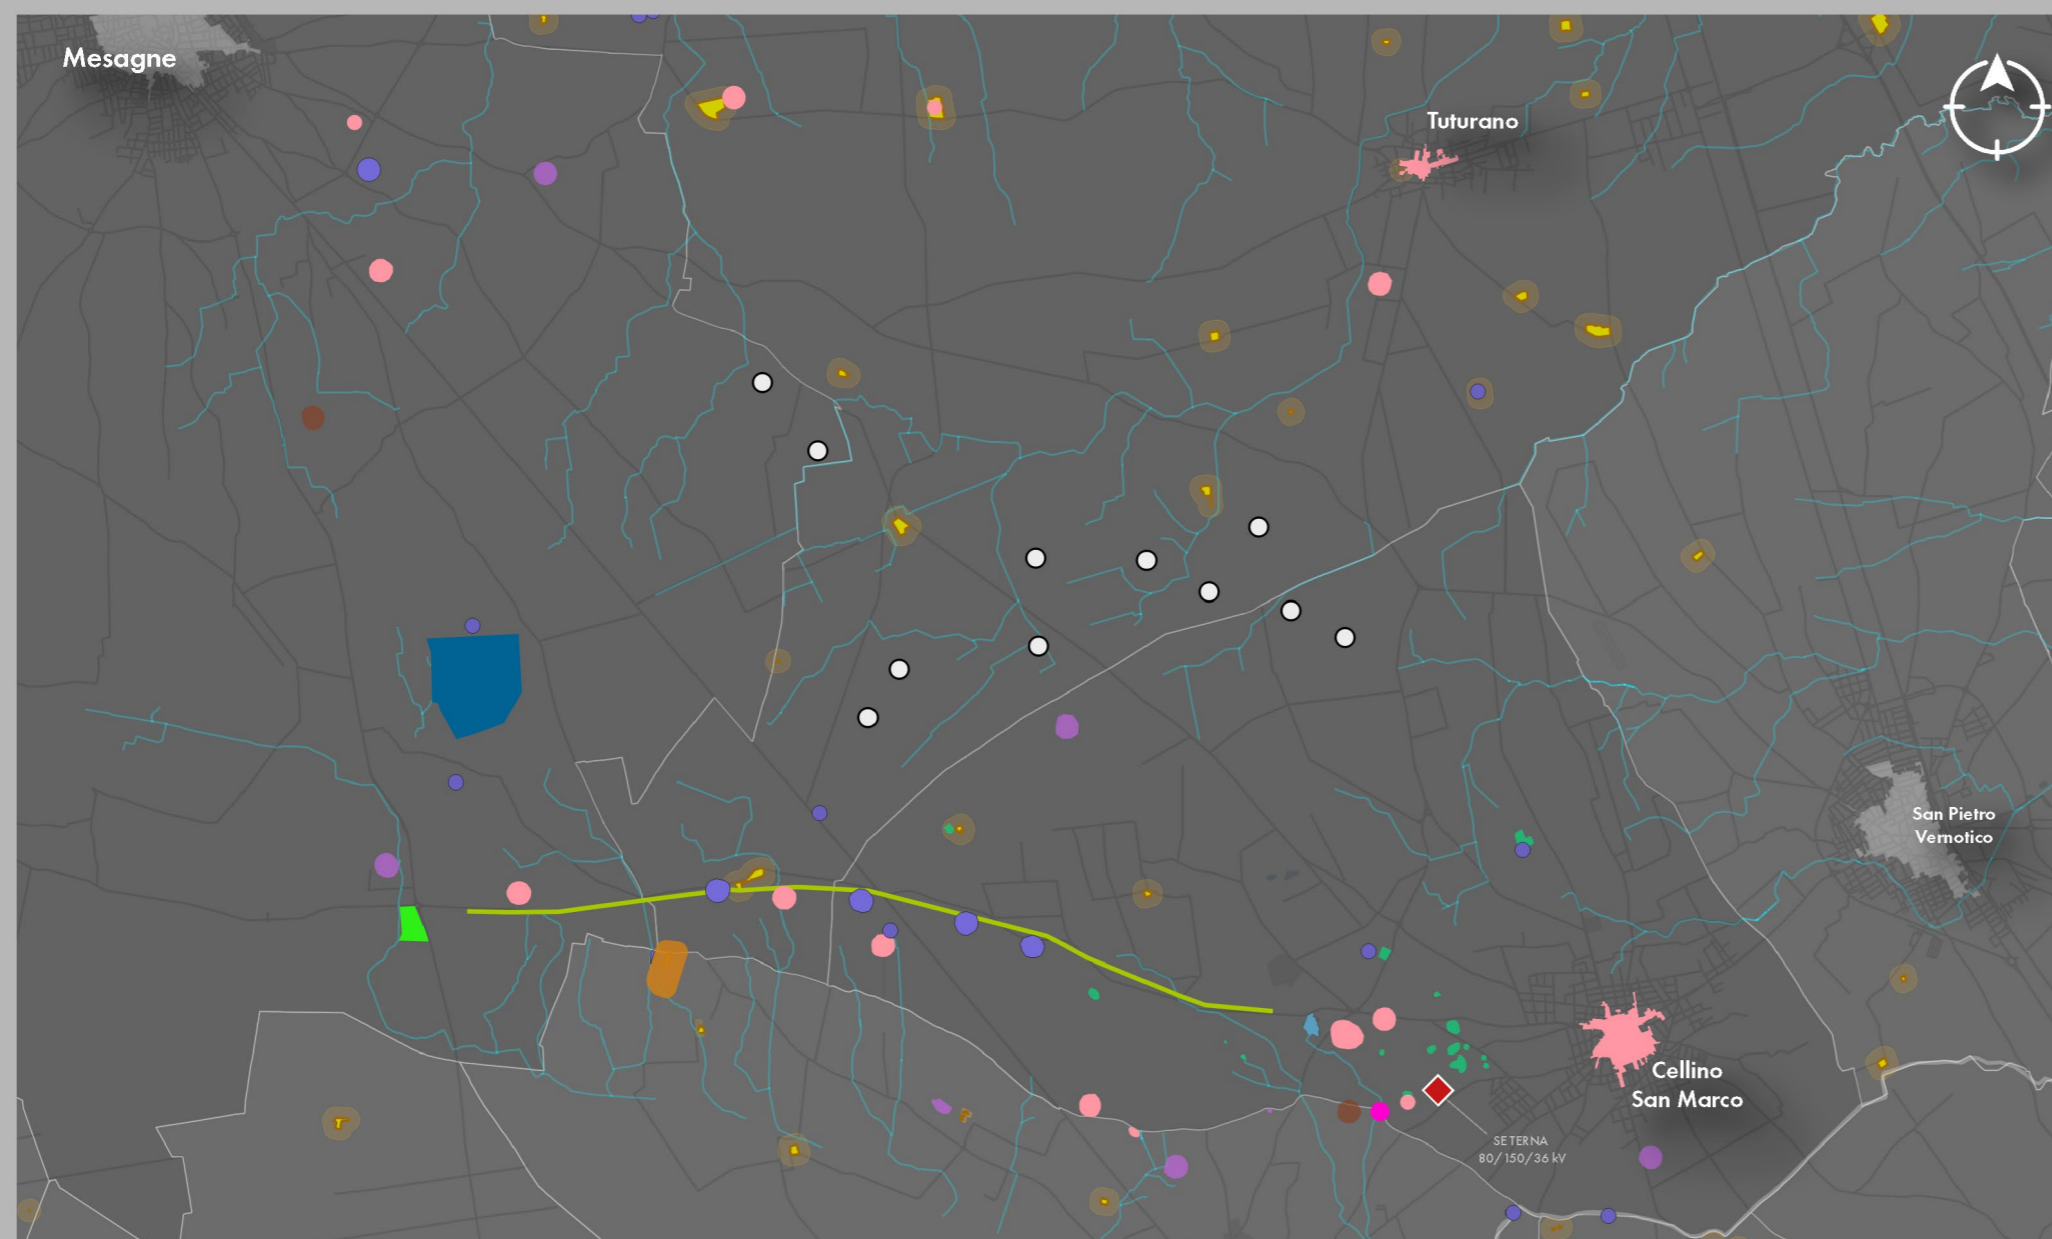 Mesagne
Tuturano
San Pietro
Vernotico
Cellino
San Marco
SE TERNA
80/150/36 kV